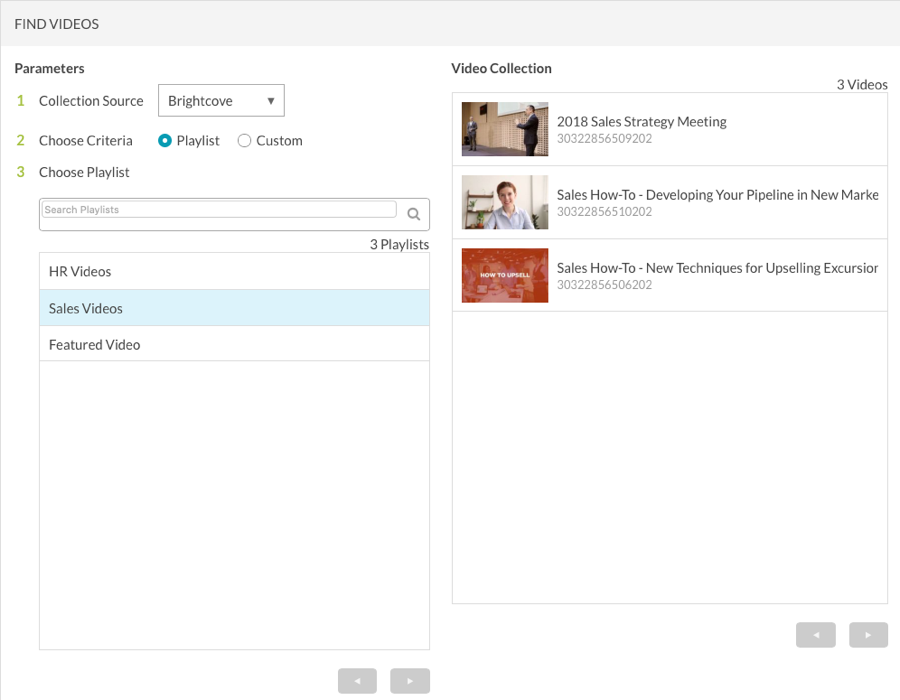 FIND VIDEOS
Parameters
1 Collection Source Brightcove
2 Choose Criteria Playlist Custom
3 Choose Playlist
Search Playlists
3 Playlists
HR Videos
Sales Videos
Featured Video
Video Collection
3 Videos
2018 Sales Strategy Meeting
30322856509202
Sales How-To - Developing Your Pipeline in New Marke
30322856510202
HOW TO UPSELL
Sales How-To - New Techniques for Upselling Excursior
30322856506202